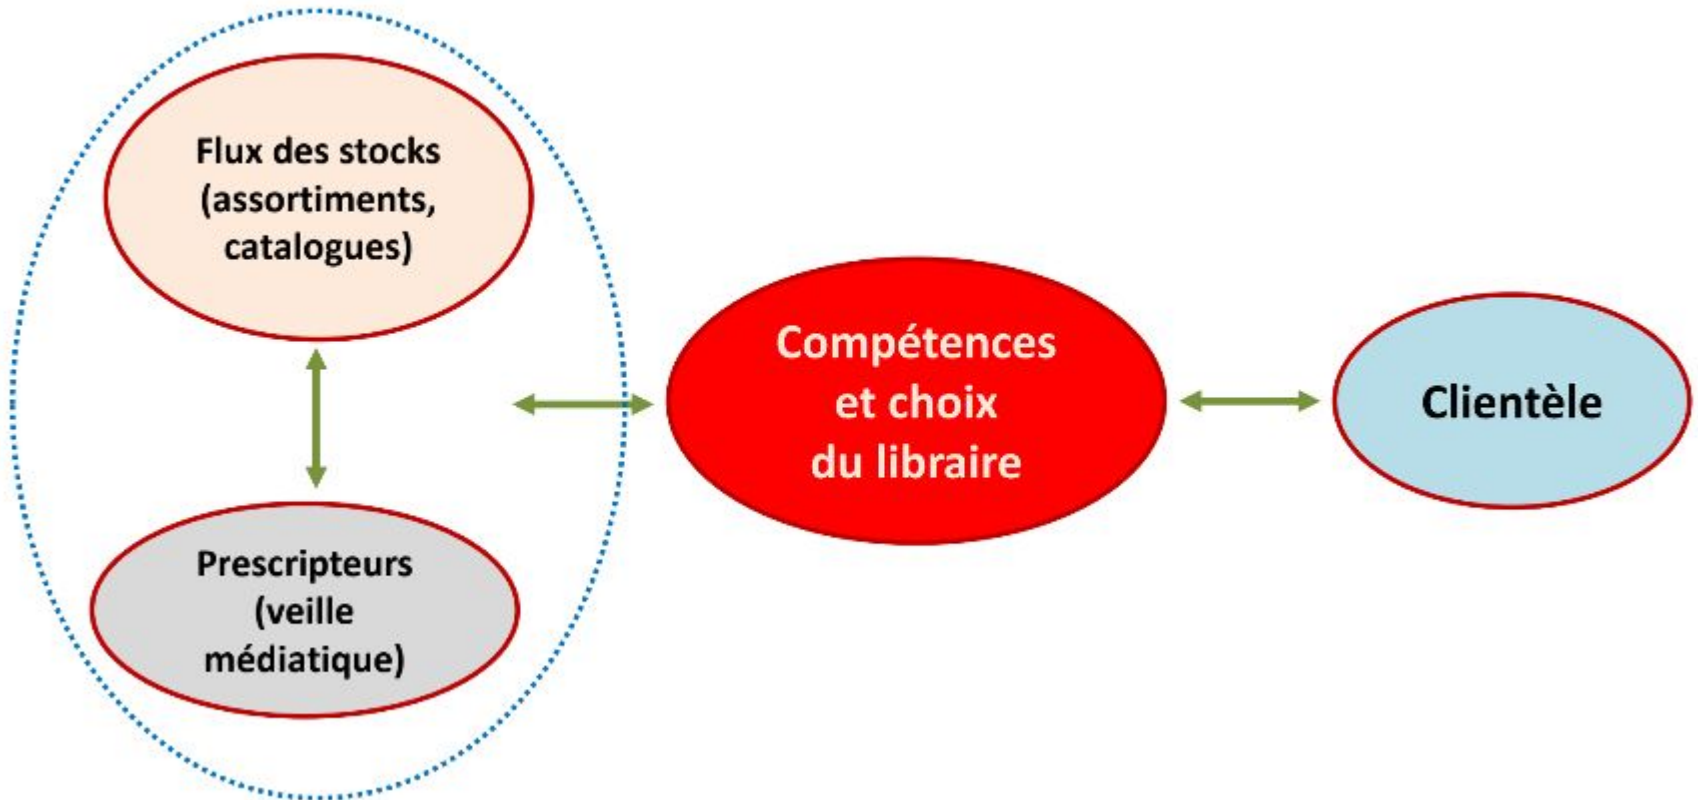 Flux des stocks
(assortiments,
catalogues)
Prescripteurs
(veille
médiatique)
Compétences
et choix
du libraire
Clientèle